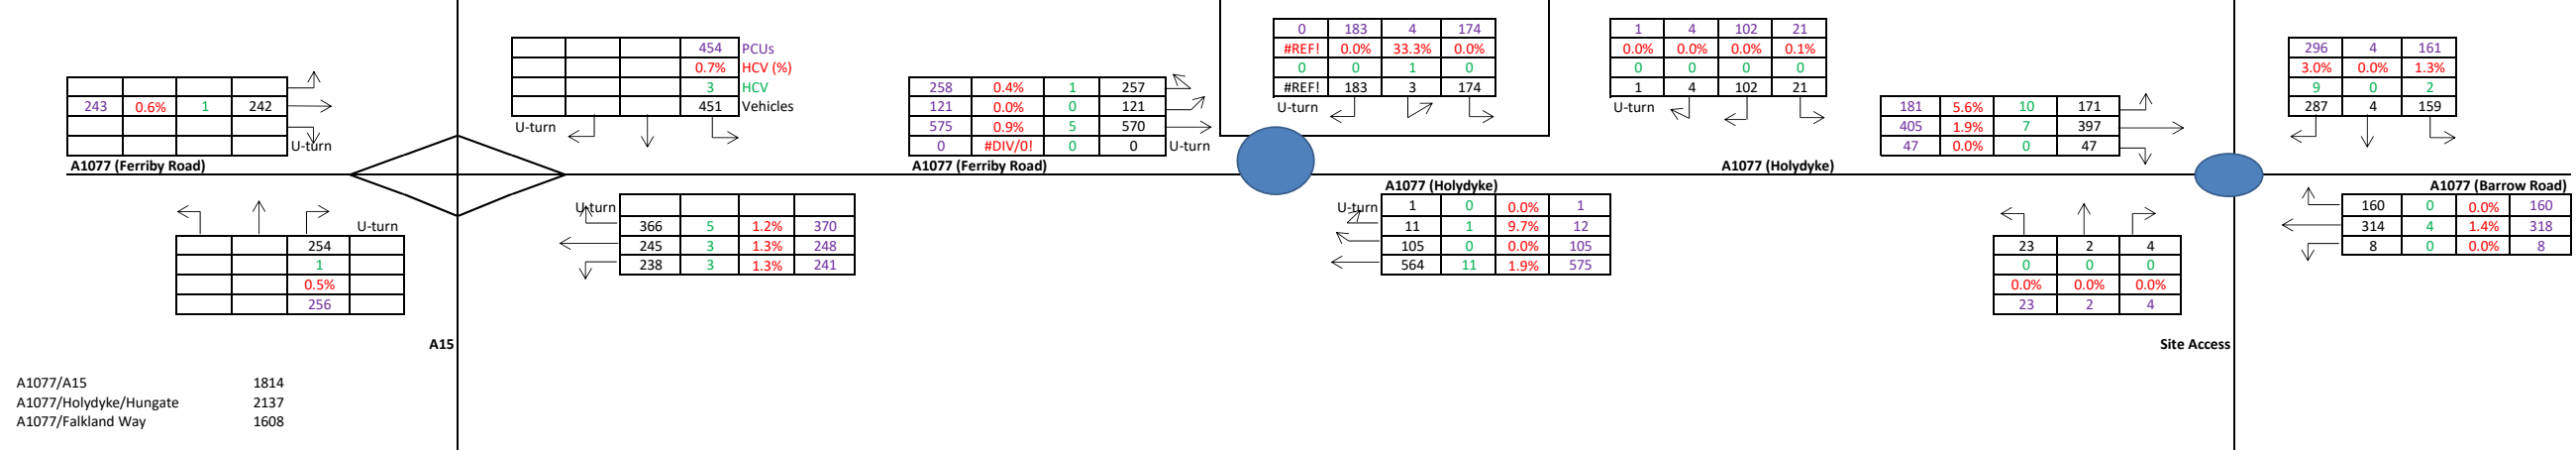 0 183 4 174
1 4 102 21
454 PCUs
#REF! 0.0% 33.3% 0.0%
0.0% 0.0% 0.0% 0.1%
296 4 161
0.7% HCV (%)
0 0 1 0
0 0 0 0
3.0% 0.0% 1.3%
3 HCV
258 0.4% 1 257
#REF! 183 3 174
1 4 102 21
9 0 2
243 0.6% 1 242
451 Vehicles
121 0.0% 0 121
U-turn
U-turn
181 5.6% 10 171
287 4 159
U-turn
575 0.9% 5 570
405 1.9% 7 397
U-turn
0 #DIV/0! 0 0 U-turn
47 0.0% 0 47
A1077 (Ferriby Road)
A1077 (Ferriby Road)
A1077 (Holydyke)
A1077 (Holydyke)
A1077 (Barrow Road)
U-turn
U-turn
1 0 0.0% 1
160 0 0.0% 160
U-turn
366 5 1.2% 370
11 1 9.7% 12
314 4 1.4% 318
254
245 3 1.3% 248
105 0 0.0% 105
23 2 4
8 0 0.0% 8
1
238 3 1.3% 241
564 11 1.9% 575
0 0 0
0.5%
0.0% 0.0% 0.0%
256
23 2 4
A15
Site Access
A1077/A15 1814
A1077/Holydyke/Hungate 2137
A1077/Falkland Way 1608